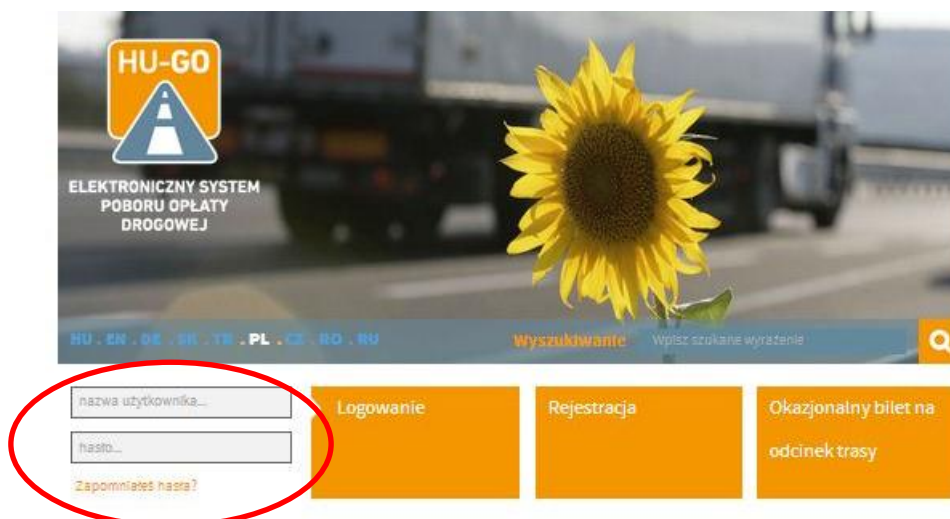 HU-GO
ELEKTRONICZNY SYSTEM
POBORU OPŁATY
DROGOWEJ
HU . EN . DE . SR . TR . PL . CZ . RO . RU
Wyszukiwanie Wpisz szukane wyrażenie
nazwa użytkownika...
hasło...
Zapomniałeś hasła?
Logowanie
Rejestracja
Okazjonalny bilet na
odcinek trasy